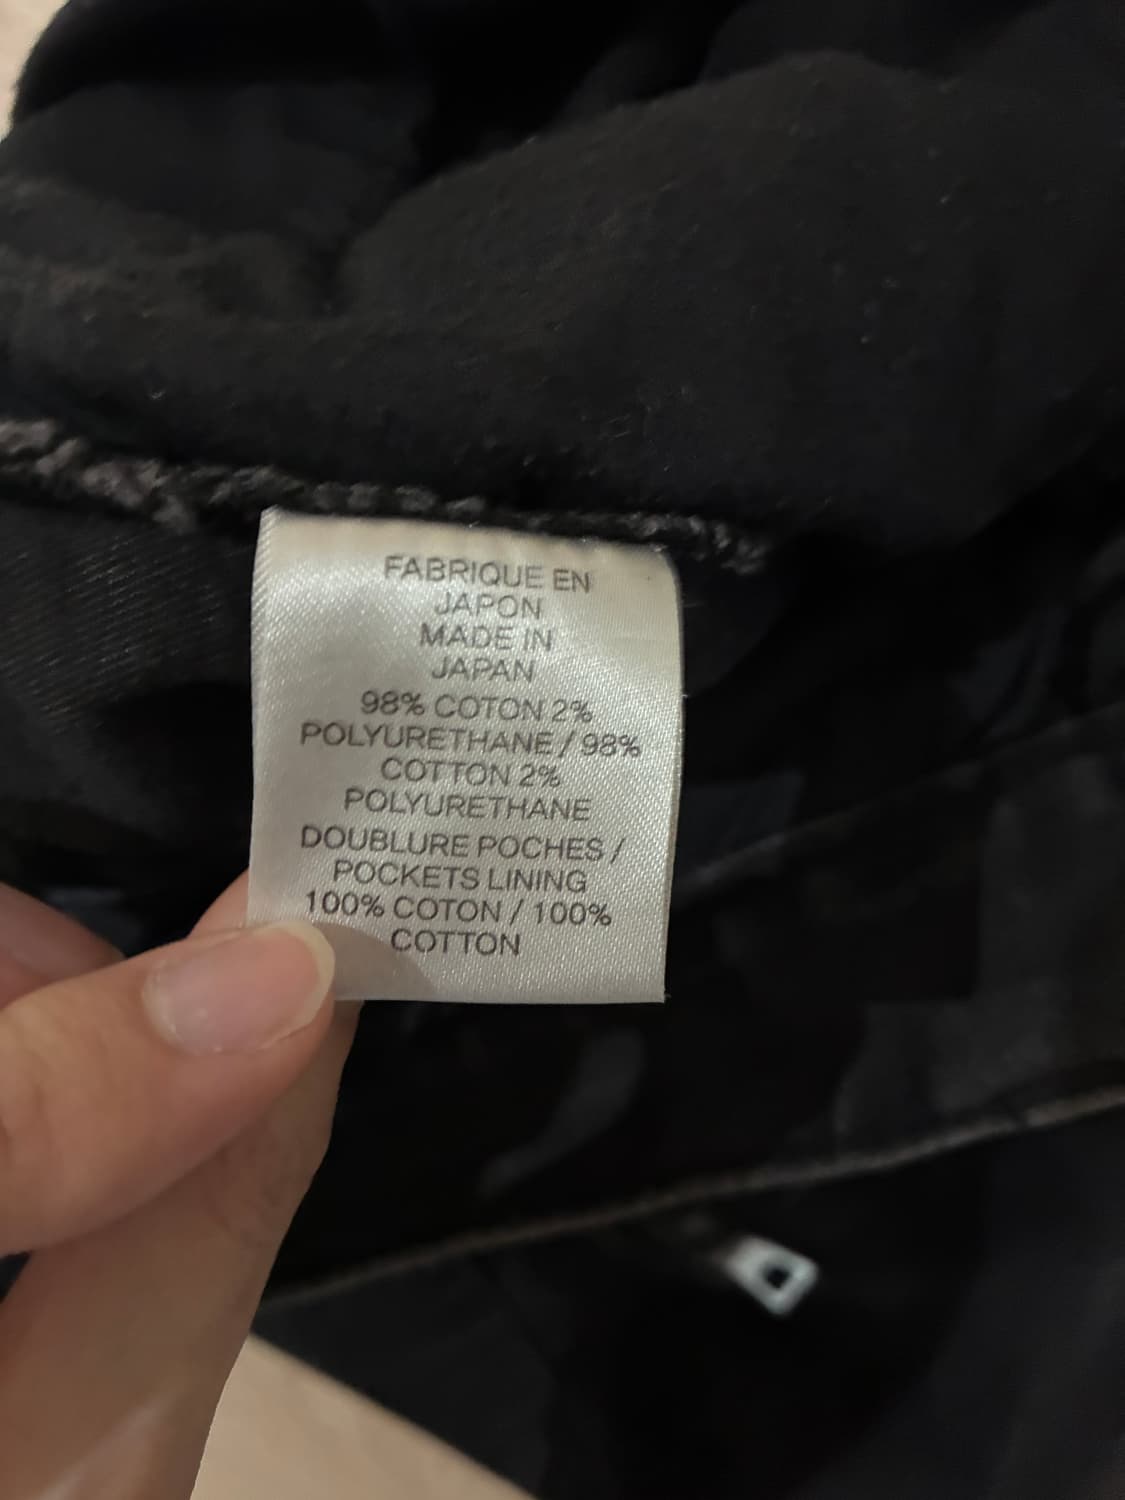 FABRIQUE EN
JAPON
MADE IN
JAPAN
98% COTON 2%
POLYURETHANE / 98%
COTTON 2%
POLYURETHANE
DOUBLURE POCHES /
POCKETS LINING
100% COTON / 100%
COTTON